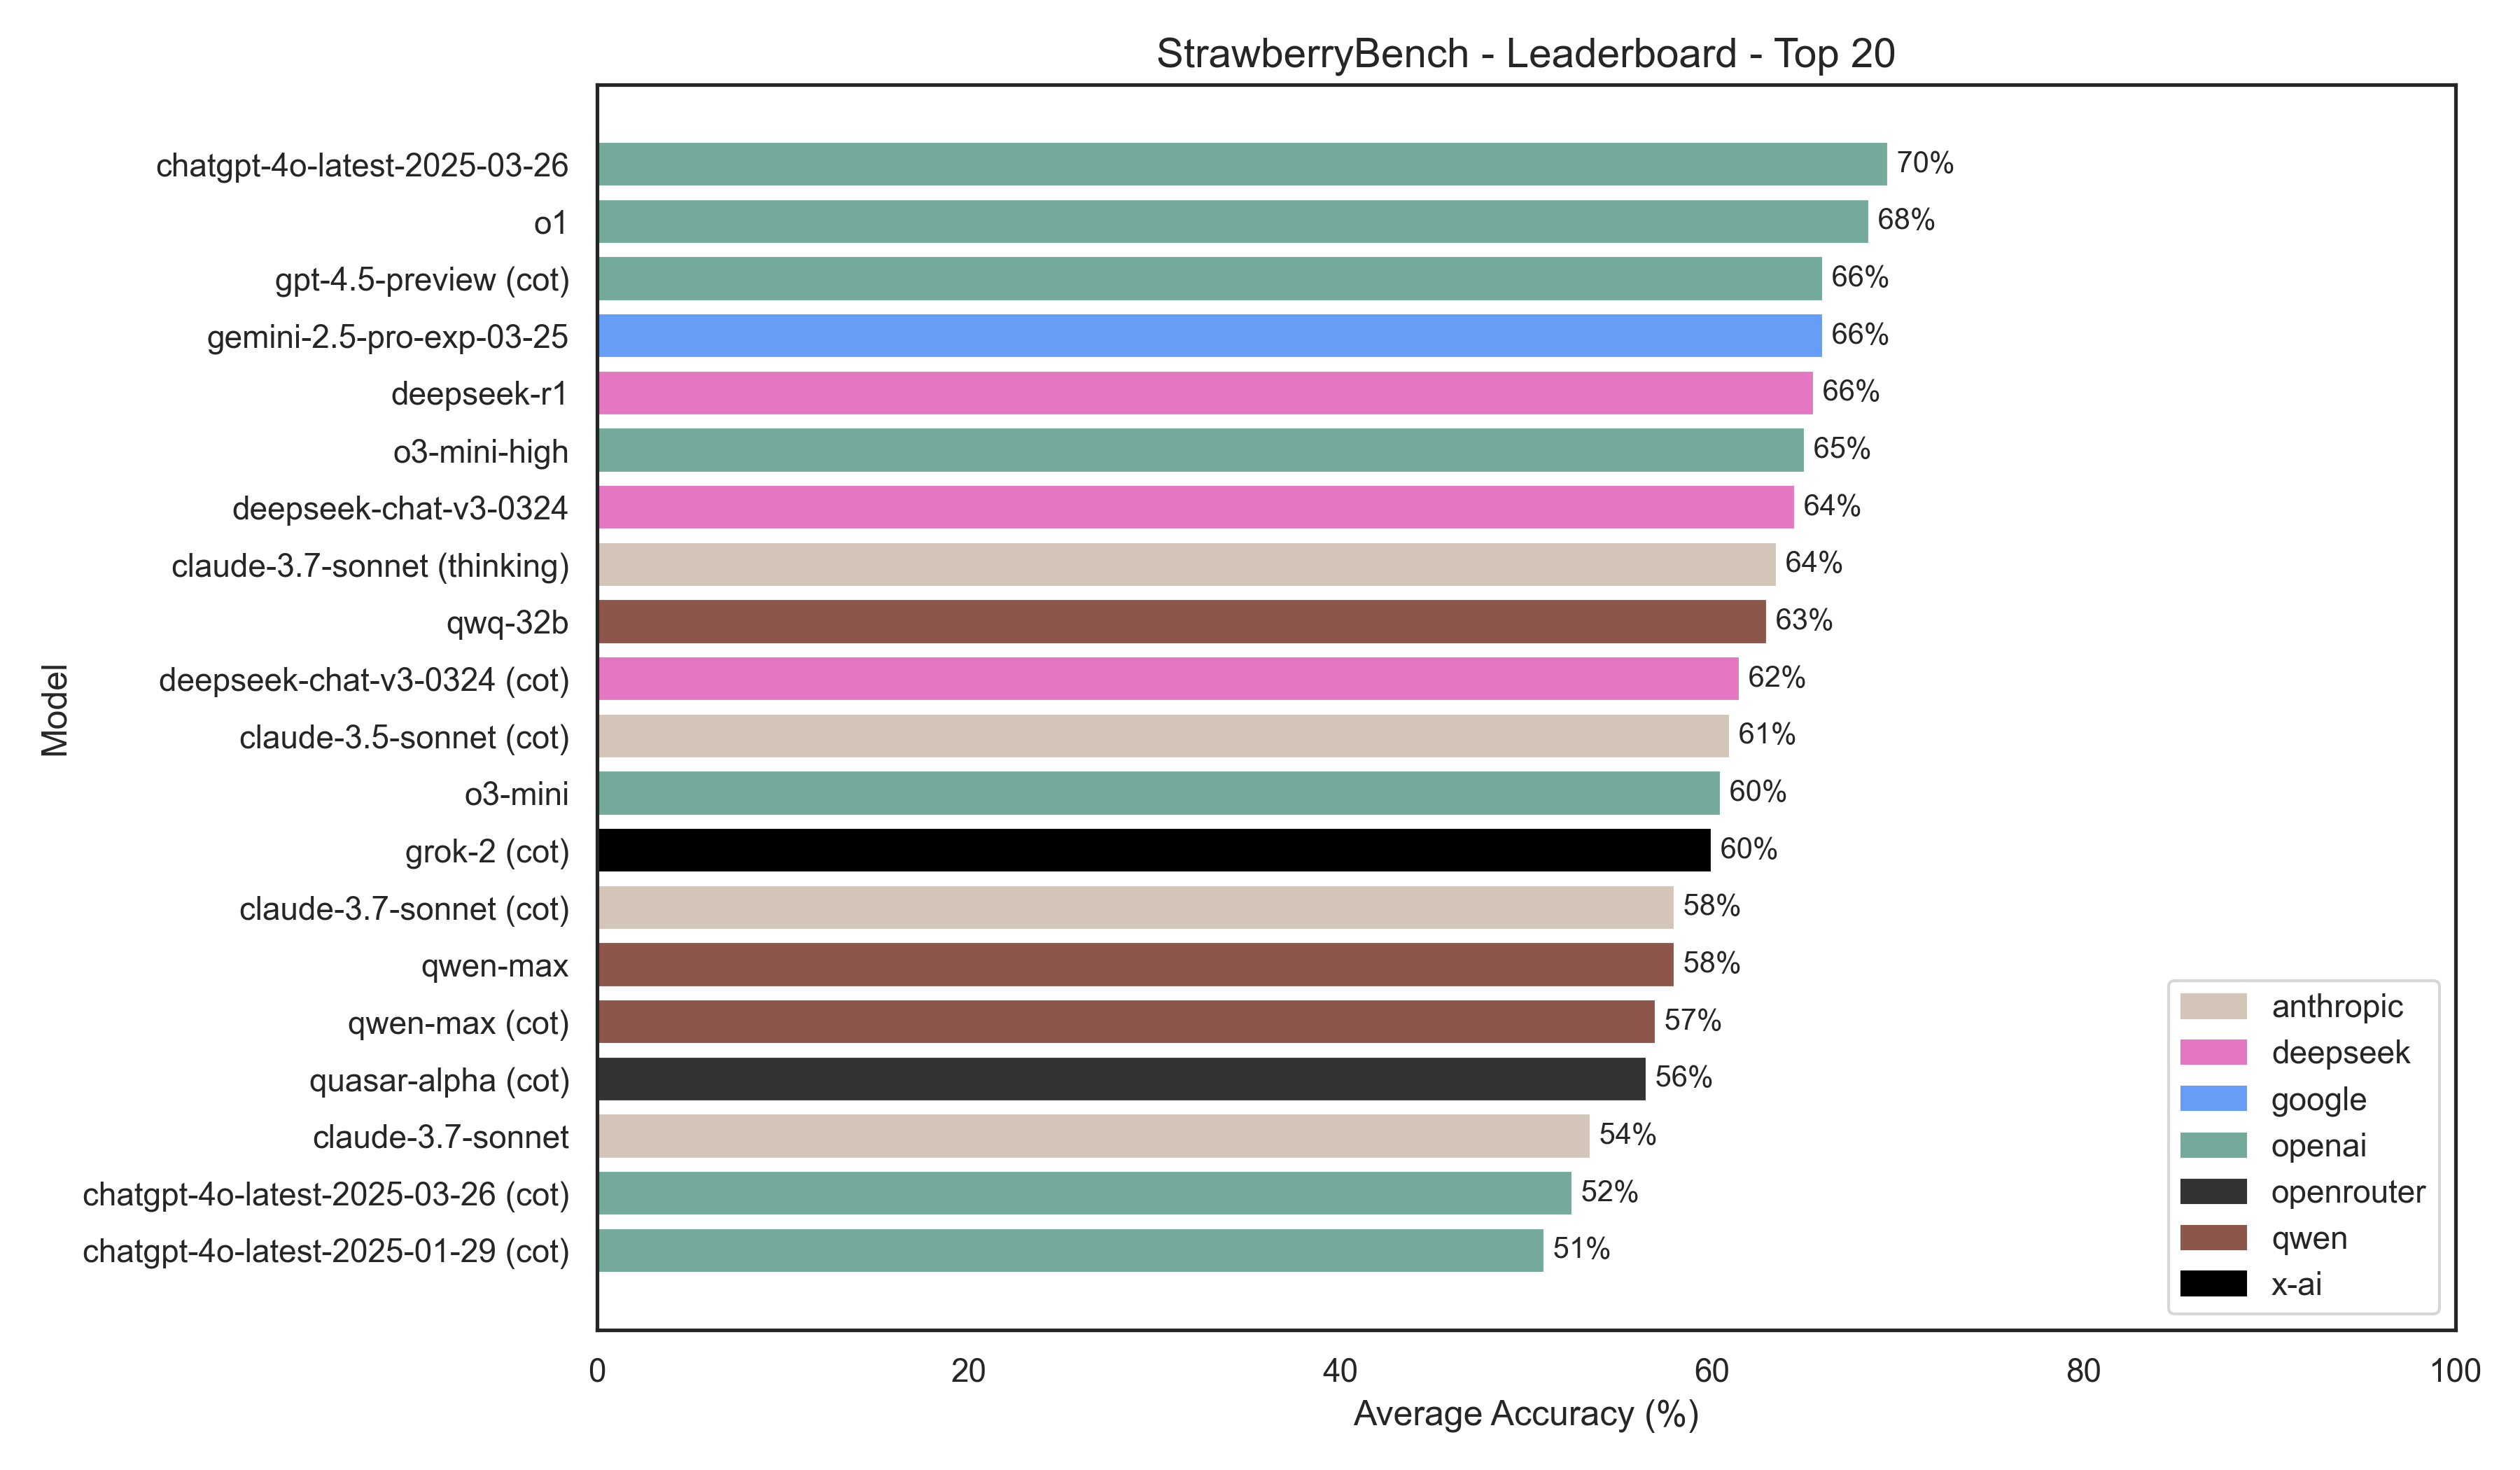 StrawberryBench - Leaderboard - Top 20
Model
chatgpt-4o-latest-2025-03-26 70%
o1 68%
gpt-4.5-preview (cot) 66%
gemini-2.5-pro-exp-03-25 66%
deepseek-r1 66%
o3-mini-high 65%
deepseek-chat-v3-0324 64%
claude-3.7-sonnet (thinking) 64%
qwq-32b 63%
deepseek-chat-v3-0324 (cot) 62%
claude-3.5-sonnet (cot) 61%
o3-mini 60%
grok-2 (cot) 60%
claude-3.7-sonnet (cot) 58%
qwen-max 58%
qwen-max (cot) 57%
quasar-alpha (cot) 56%
claude-3.7-sonnet 54%
chatgpt-4o-latest-2025-03-26 (cot) 52%
chatgpt-4o-latest-2025-01-29 (cot) 51%
anthropic
deepseek
google
openai
openrouter
qwen
x-ai
0 20 40 60 80 100
Average Accuracy (%)